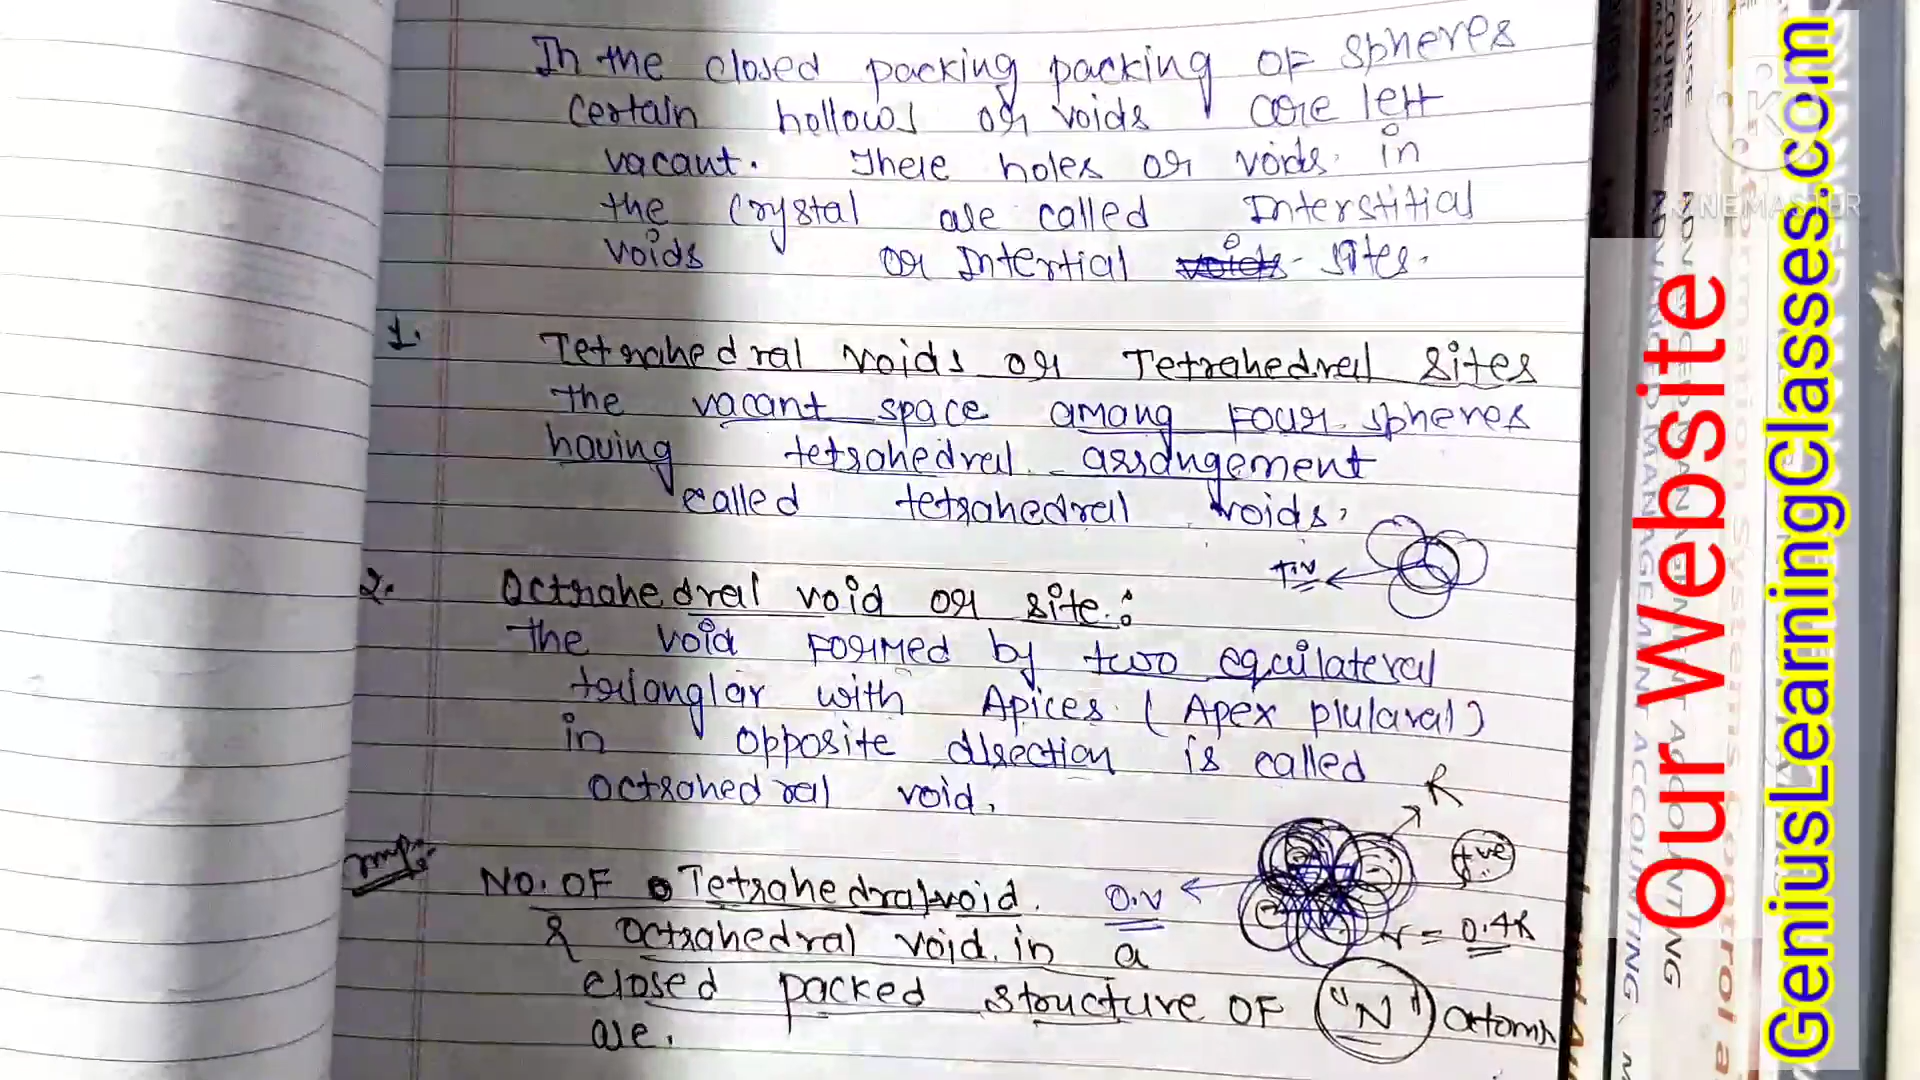 In the closed packing packing OF spheres
certain hollows or voids are left
vacant. These holes or voids in
the crystal are called Interstitial
voids or Intertial voids sites.
1. Tetrahedral voids or Tetrahedral sites
the vacant space among Four spheres
having tetrahedral arrangement
called tetrahedral voids.
T.V
2. Octrahedral void or site :
the void FORMED by two equilateral
trianglar with Apices (Apex plularal)
in opposite direction is called
octrahedral void.
R
+ve
Imp:
No. OF Tetrahedral void. O.V
r = 0.4R
& octrahedral void in a
closed packed structure OF "N" atoms
are.
Our Website
GeniusLearningClasses.com
KINEMASTER